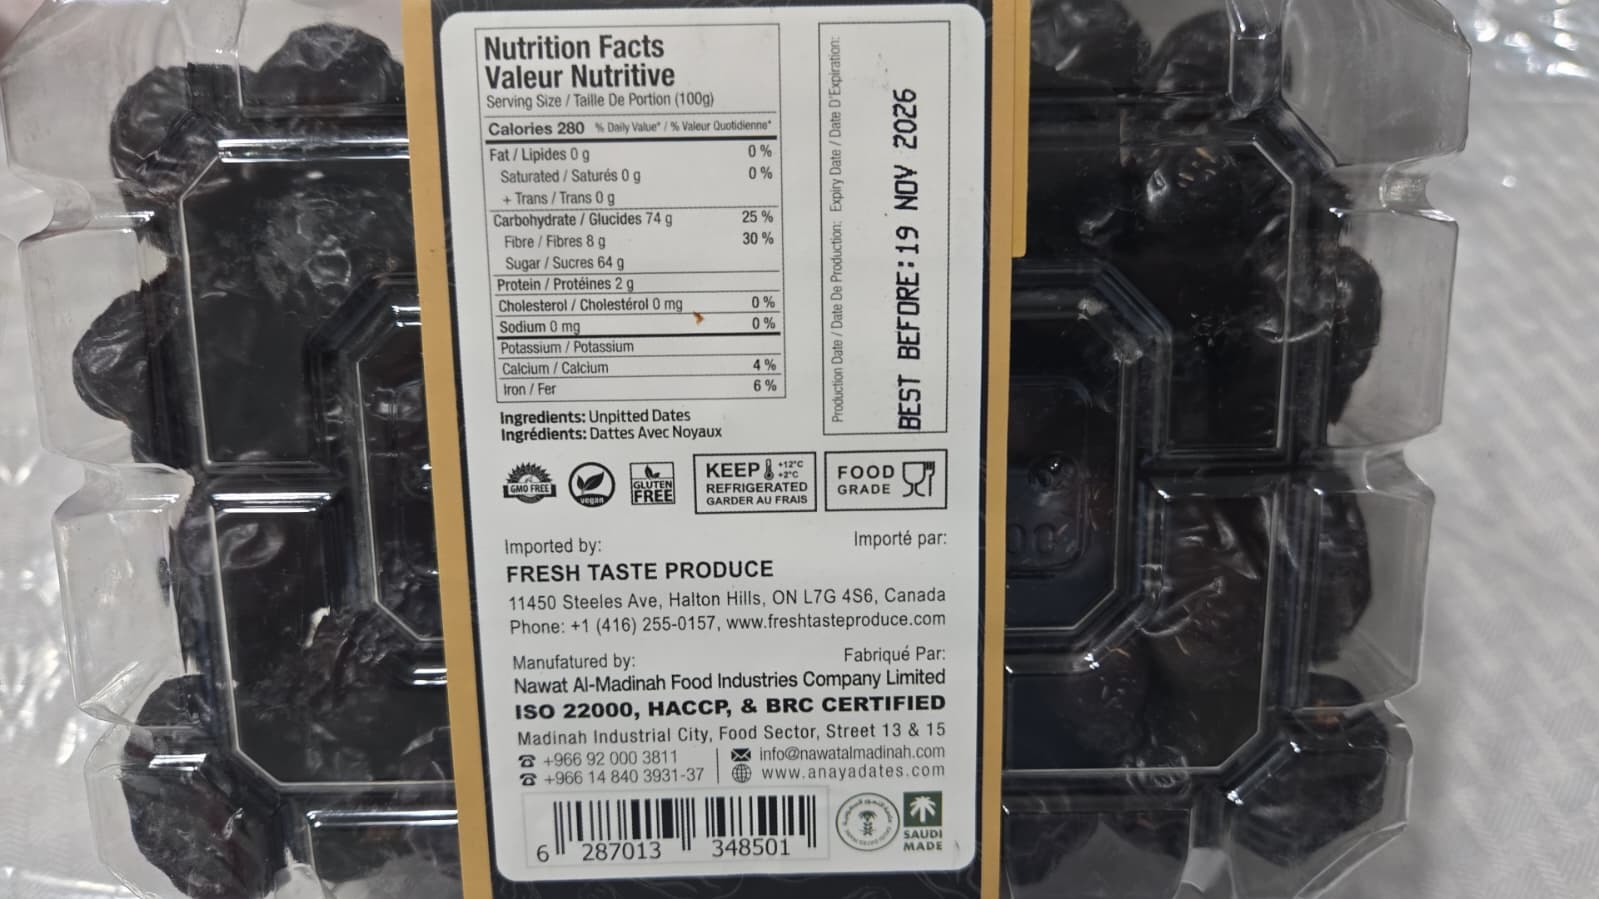 Nutrition Facts
Valeur Nutritive
Serving Size / Taille De Portion (100g)
Calories 280 % Daily Value* / % Valeur Quotidienne*
Fat / Lipides 0 g 0 %
Saturated / Saturés 0 g 0 %
+ Trans / Trans 0 g
Carbohydrate / Glucides 74 g 25 %
Fibre / Fibres 8 g 30 %
Sugar / Sucres 64 g
Protein / Protéines 2 g
Cholesterol / Cholestérol 0 mg 0 %
Sodium 0 mg 0 %
Potassium / Potassium
Calcium / Calcium 4 %
Iron / Fer 6 %
Ingredients: Unpitted Dates
Ingrédients: Dattes Avec Noyaux
Production Date / Date De Production: Expiry Date / Date D'Expiration:
BEST BEFORE:19 NOV 2026
GMO FREE
vegan
GLUTEN
FREE
KEEP +12°C
+2°C
REFRIGERATED
GARDER AU FRAIS
FOOD
GRADE
Imported by: Importé par:
FRESH TASTE PRODUCE
11450 Steeles Ave, Halton Hills, ON L7G 4S6, Canada
Phone: +1 (416) 255-0157, www.freshtasteproduce.com
Manufatured by: Fabriqué Par:
Nawat Al-Madinah Food Industries Company Limited
ISO 22000, HACCP, & BRC CERTIFIED
Madinah Industrial City, Food Sector, Street 13 & 15
+966 92 000 3811 info@nawatalmadinah.com
+966 14 840 3931-37 www.anayadates.com
6 287013 348501
SAUDI
MADE